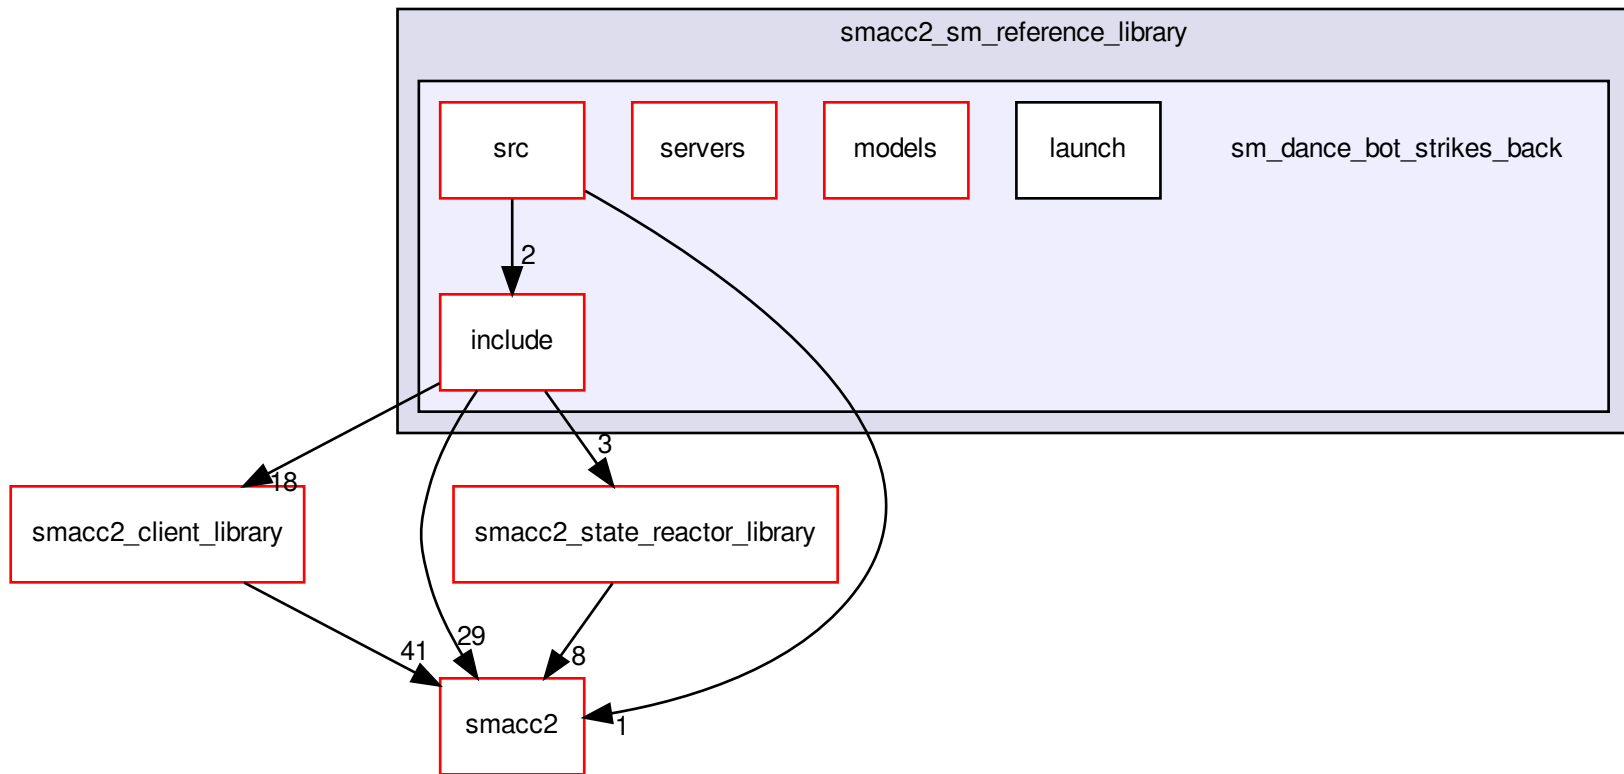 smacc2_sm_reference_library
src
servers
models
launch
sm_dance_bot_strikes_back
2
include
3
18
smacc2_client_library
smacc2_state_reactor_library
41
29
8
smacc2
1